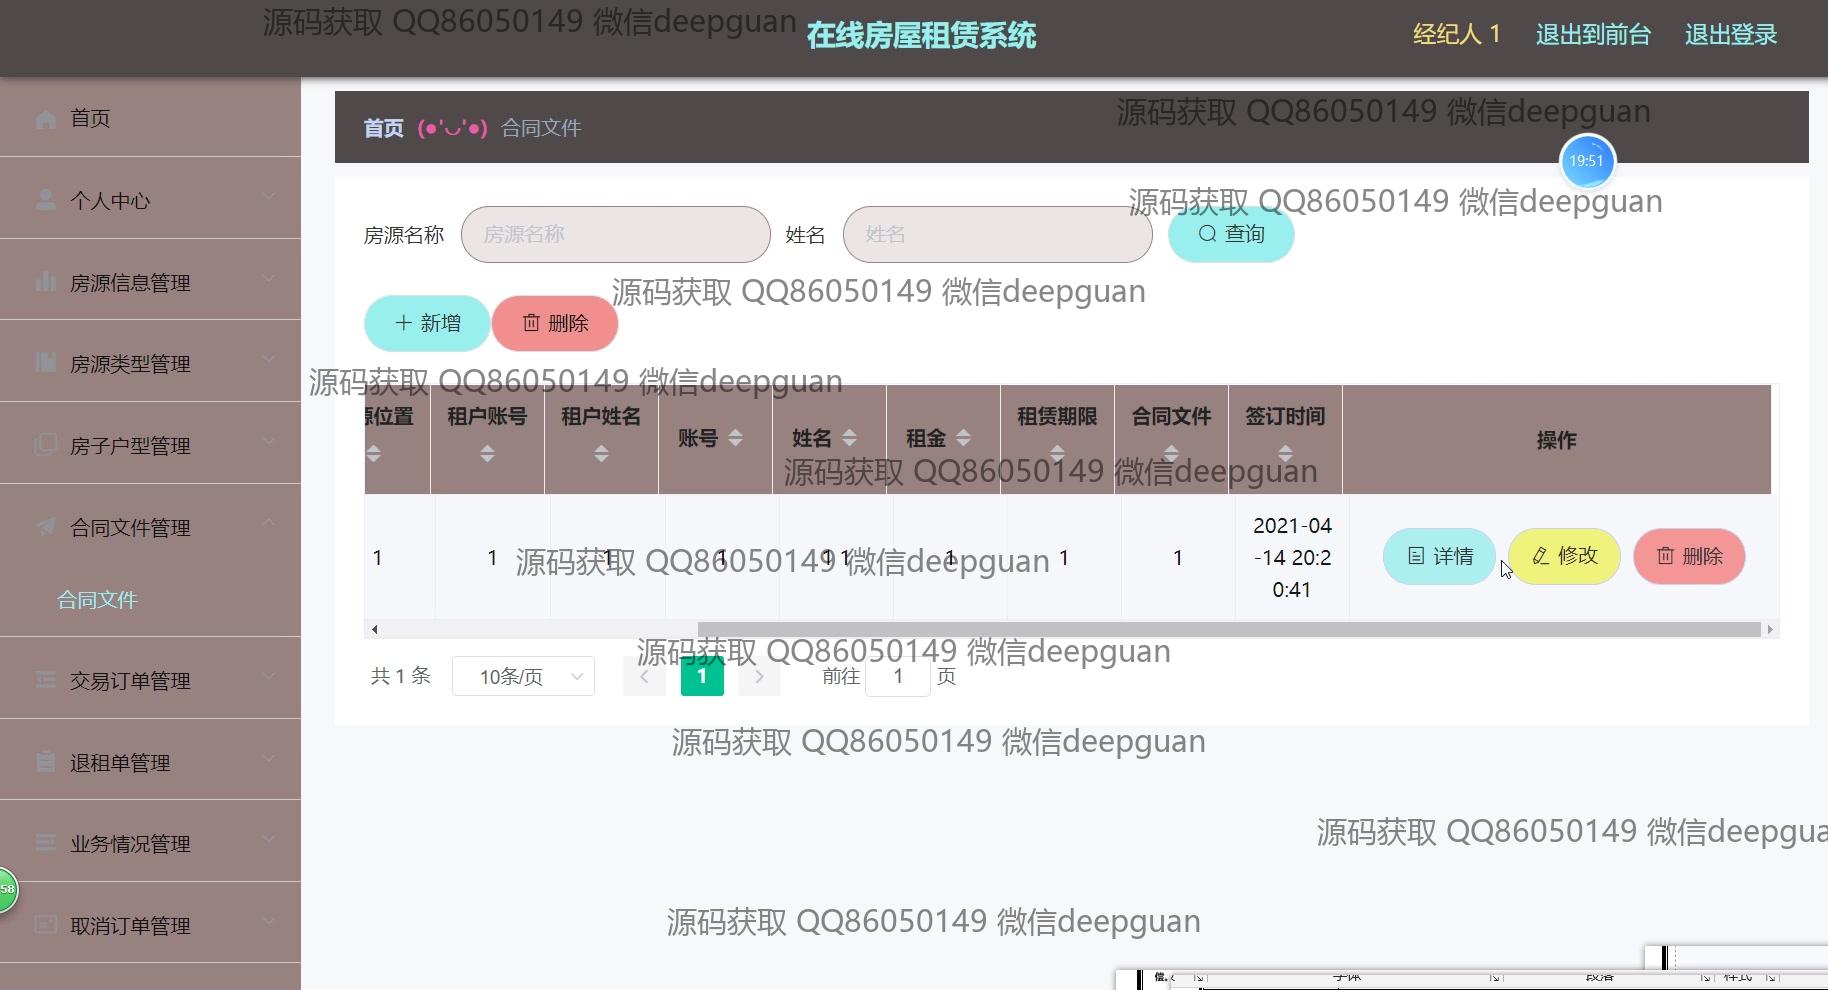 源码获取 QQ86050149 微信deepguan
在线房屋租赁系统
经纪人 1
退出到前台
退出登录
首页
个人中心
房源信息管理
房源类型管理
房子户型管理
合同文件管理
合同文件
交易订单管理
退租单管理
业务情况管理
取消订单管理
58
首页 (●'◡'●) 合同文件
源码获取 QQ86050149 微信deepguan
19:51
源码获取 QQ86050149 微信deepguan
房源名称 房源名称 姓名 姓名 查询
源码获取 QQ86050149 微信deepguan
新增 删除
源码获取 QQ86050149 微信deepguan
源位置 租户账号 租户姓名 账号 姓名 租金 租赁期限 合同文件 签订时间 操作
源码获取 QQ86050149 微信deepguan
1 1 1 1 1 1 1 1 1 2021-04
-14 20:2
0:41
详情 修改 删除
源码获取 QQ86050149 微信deepguan
源码获取 QQ86050149 微信deepguan
共 1 条 10条/页 1 前往 1 页
源码获取 QQ86050149 微信deepguan
源码获取 QQ86050149 微信deepgua
源码获取 QQ86050149 微信deepguan
字体 段落 样式